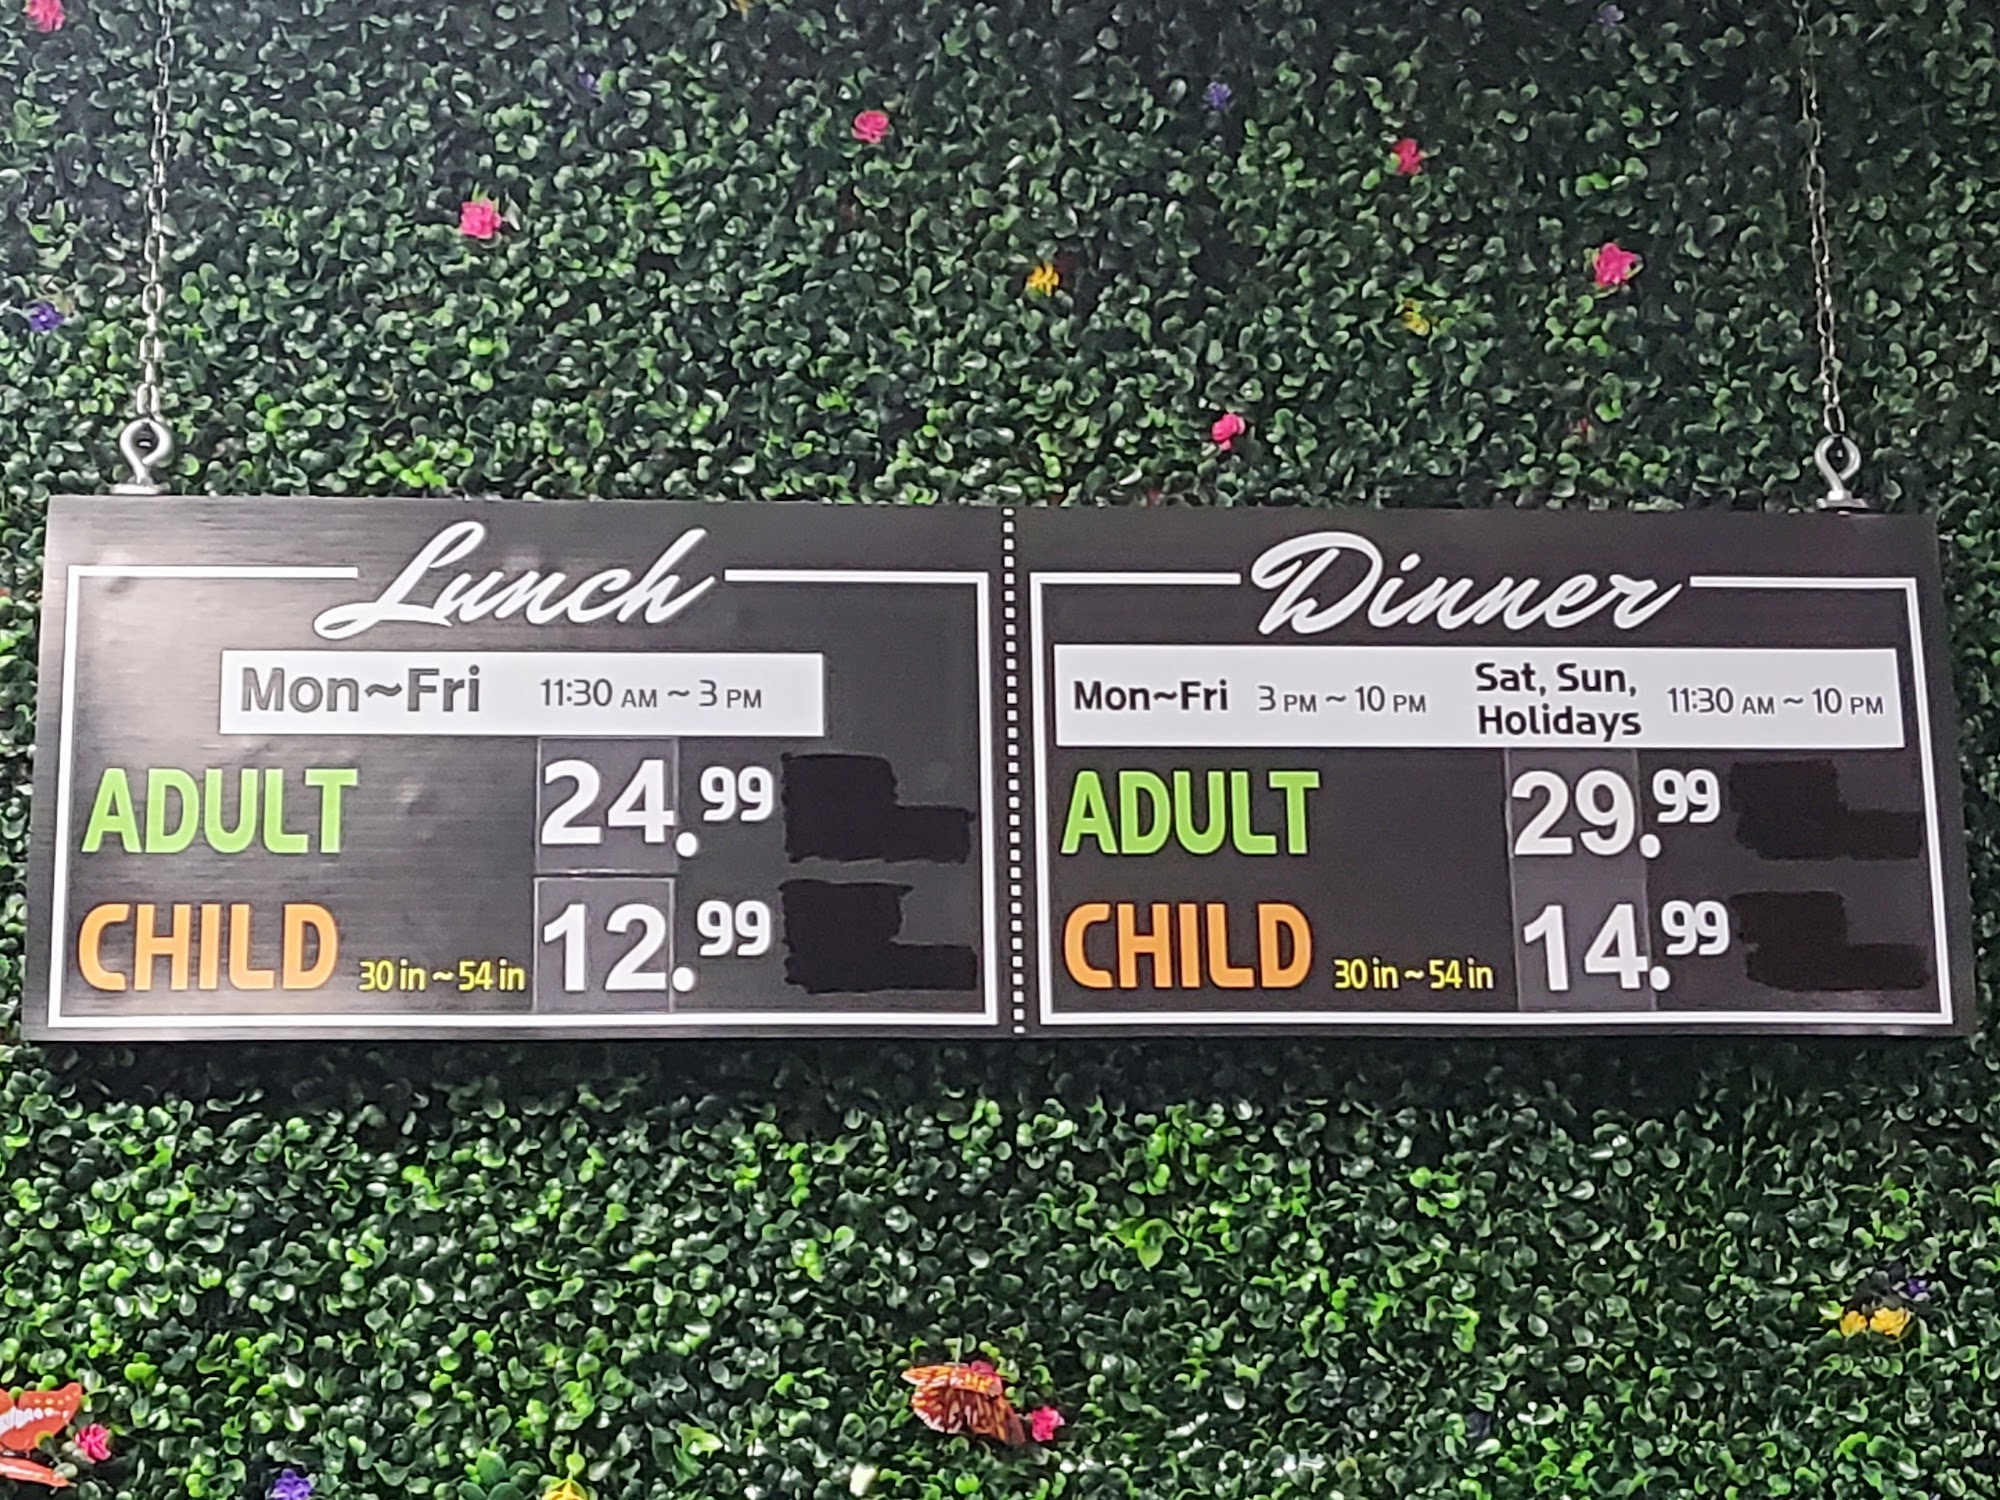 Lunch
Mon~Fri 11:30 AM ~ 3 PM
ADULT 24.99
CHILD 30 in ~ 54 in 12.99
Dinner
Mon~Fri 3 PM ~ 10 PM Sat, Sun, Holidays 11:30 AM ~ 10 PM
ADULT 29.99
CHILD 30 in ~ 54 in 14.99